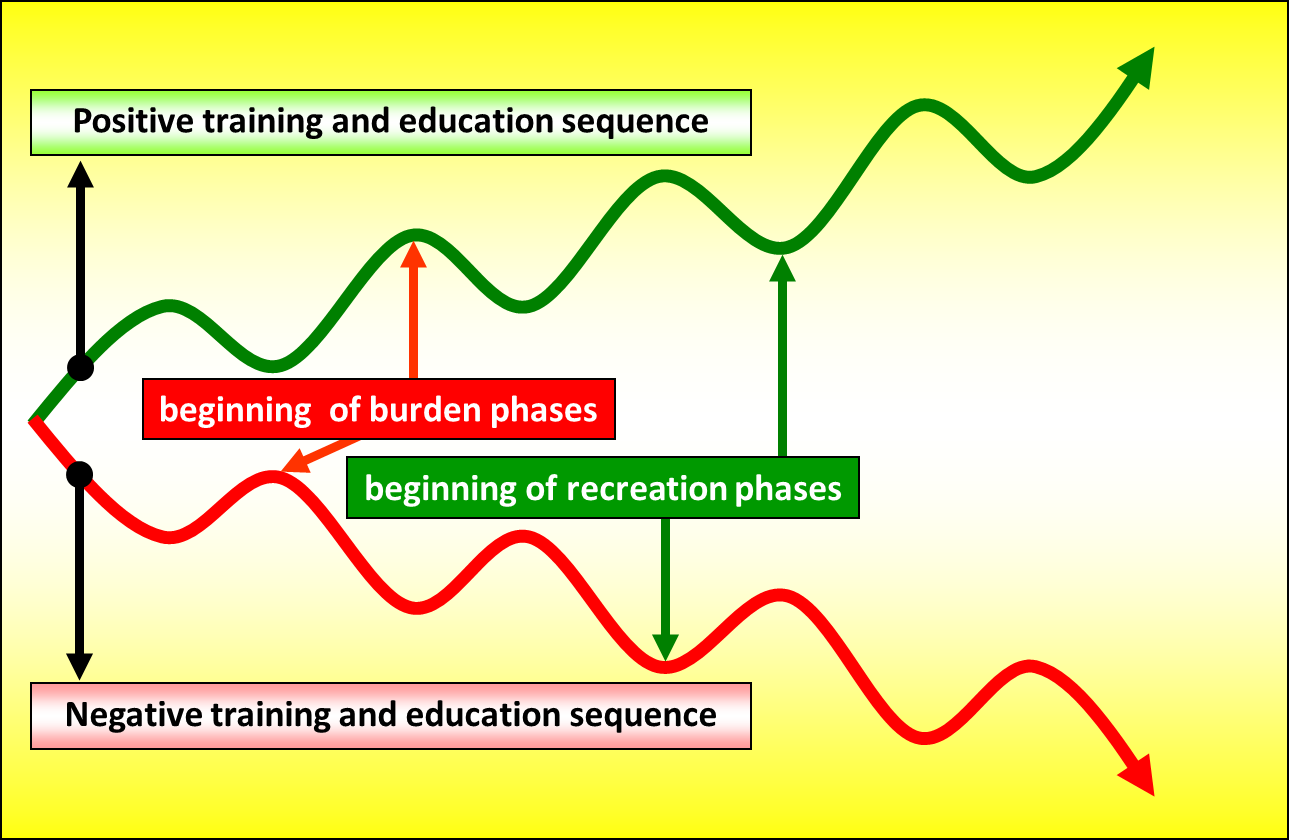 Positive training and education sequence
beginning  of burden phases
beginning of recreation phases
Negative training and education sequence